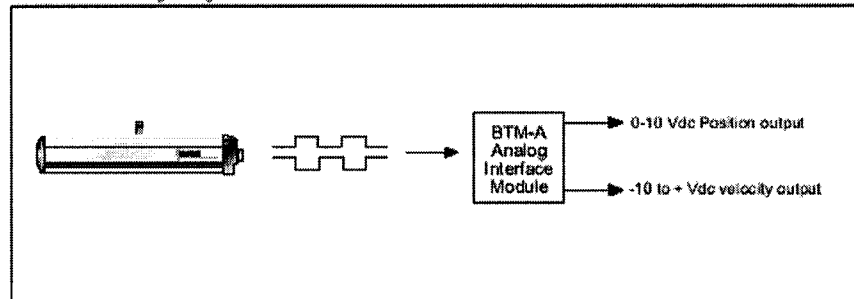 BTM-A
Analog
Interface
Module
0-10 Vdc Position output
-10 to + Vdc velocity output